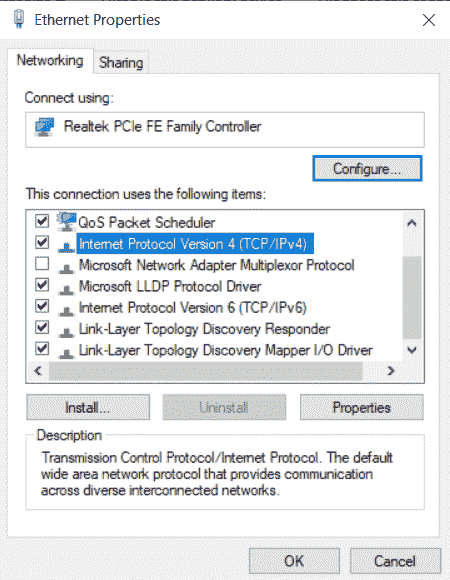 Ethernet Properties
Networking
Sharing
Connect using:
Realtek PCIe FE Family Controller
Configure...
This connection uses the following items:
QoS Packet Scheduler
Internet Protocol Version 4 (TCP/IPv4)
Microsoft Network Adapter Multiplexor Protocol
Microsoft LLDP Protocol Driver
Internet Protocol Version 6 (TCP/IPv6)
Link-Layer Topology Discovery Responder
Link-Layer Topology Discovery Mapper I/O Driver
Install...
Uninstall
Properties
Description
Transmission Control Protocol/Internet Protocol. The default
wide area network protocol that provides communication
across diverse interconnected networks.
OK
Cancel